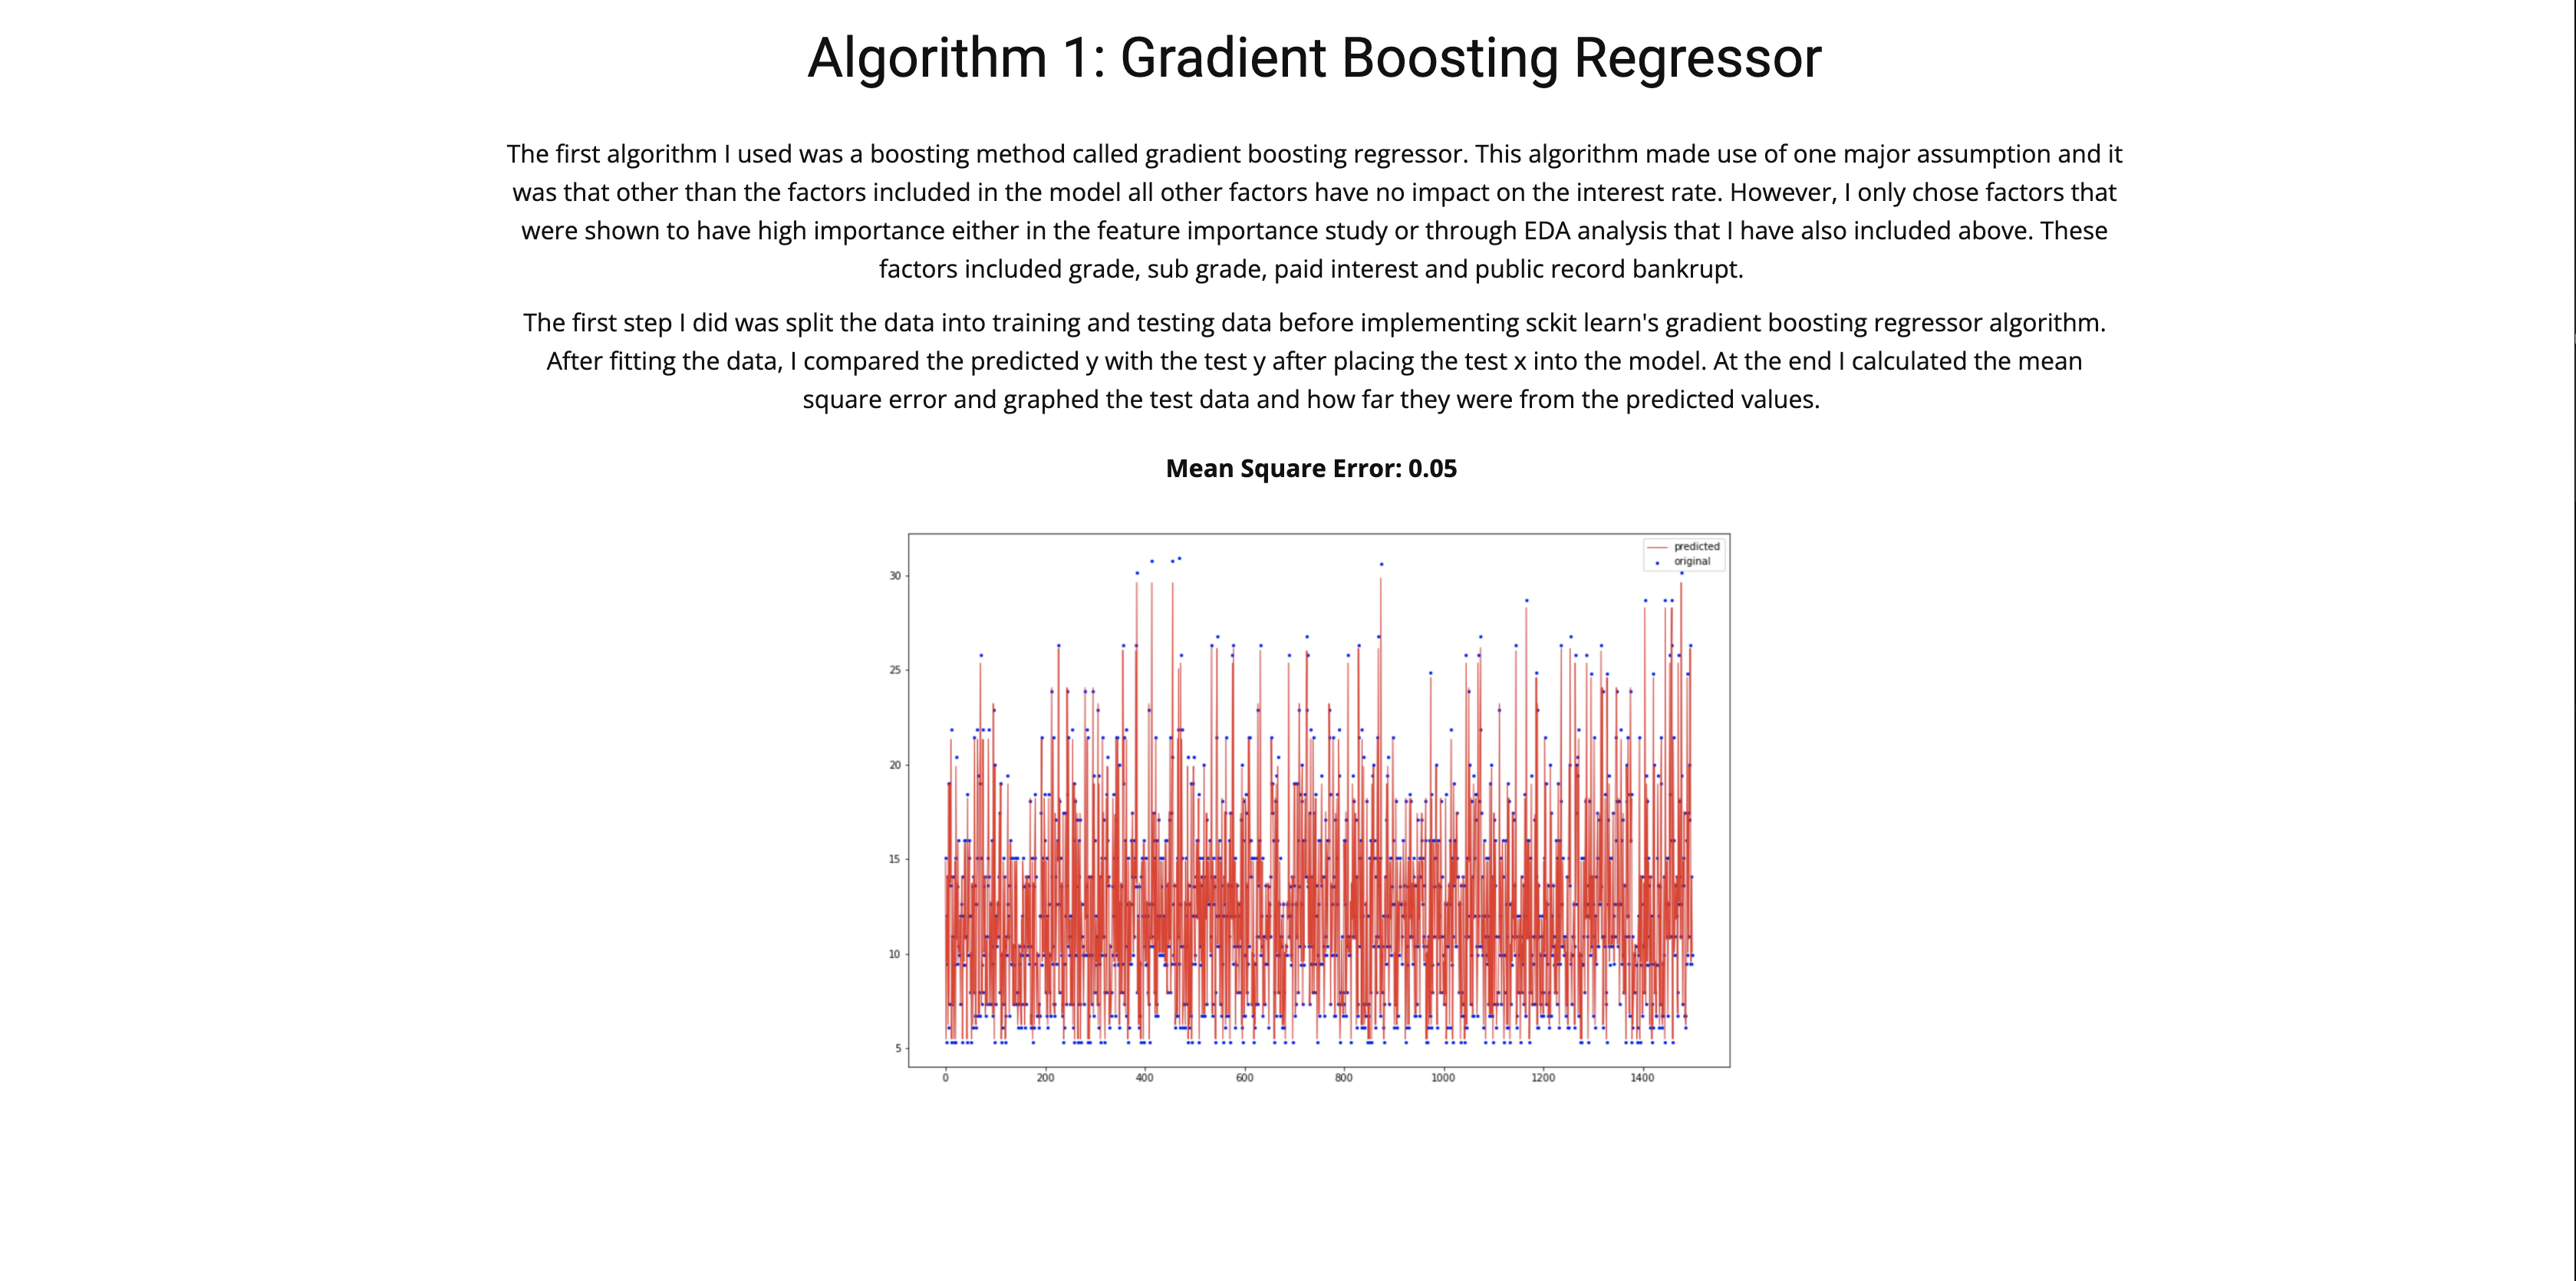 Algorithm 1: Gradient Boosting Regressor
The first algorithm I used was a boosting method called gradient boosting regressor. This algorithm made use of one major assumption and it
was that other than the factors included in the model all other factors have no impact on the interest rate. However, I only chose factors that
were shown to have high importance either in the feature importance study or through EDA analysis that I have also included above. These
factors included grade, sub grade, paid interest and public record bankrupt.
The first step I did was split the data into training and testing data before implementing sckit learn's gradient boosting regressor algorithm.
After fitting the data, I compared the predicted y with the test y after placing the test x into the model. At the end I calculated the mean
square error and graphed the test data and how far they were from the predicted values.
Mean Square Error: 0.05
predicted
original
30
25
20
15
10
5
0 200 400 600 800 1000 1200 1400